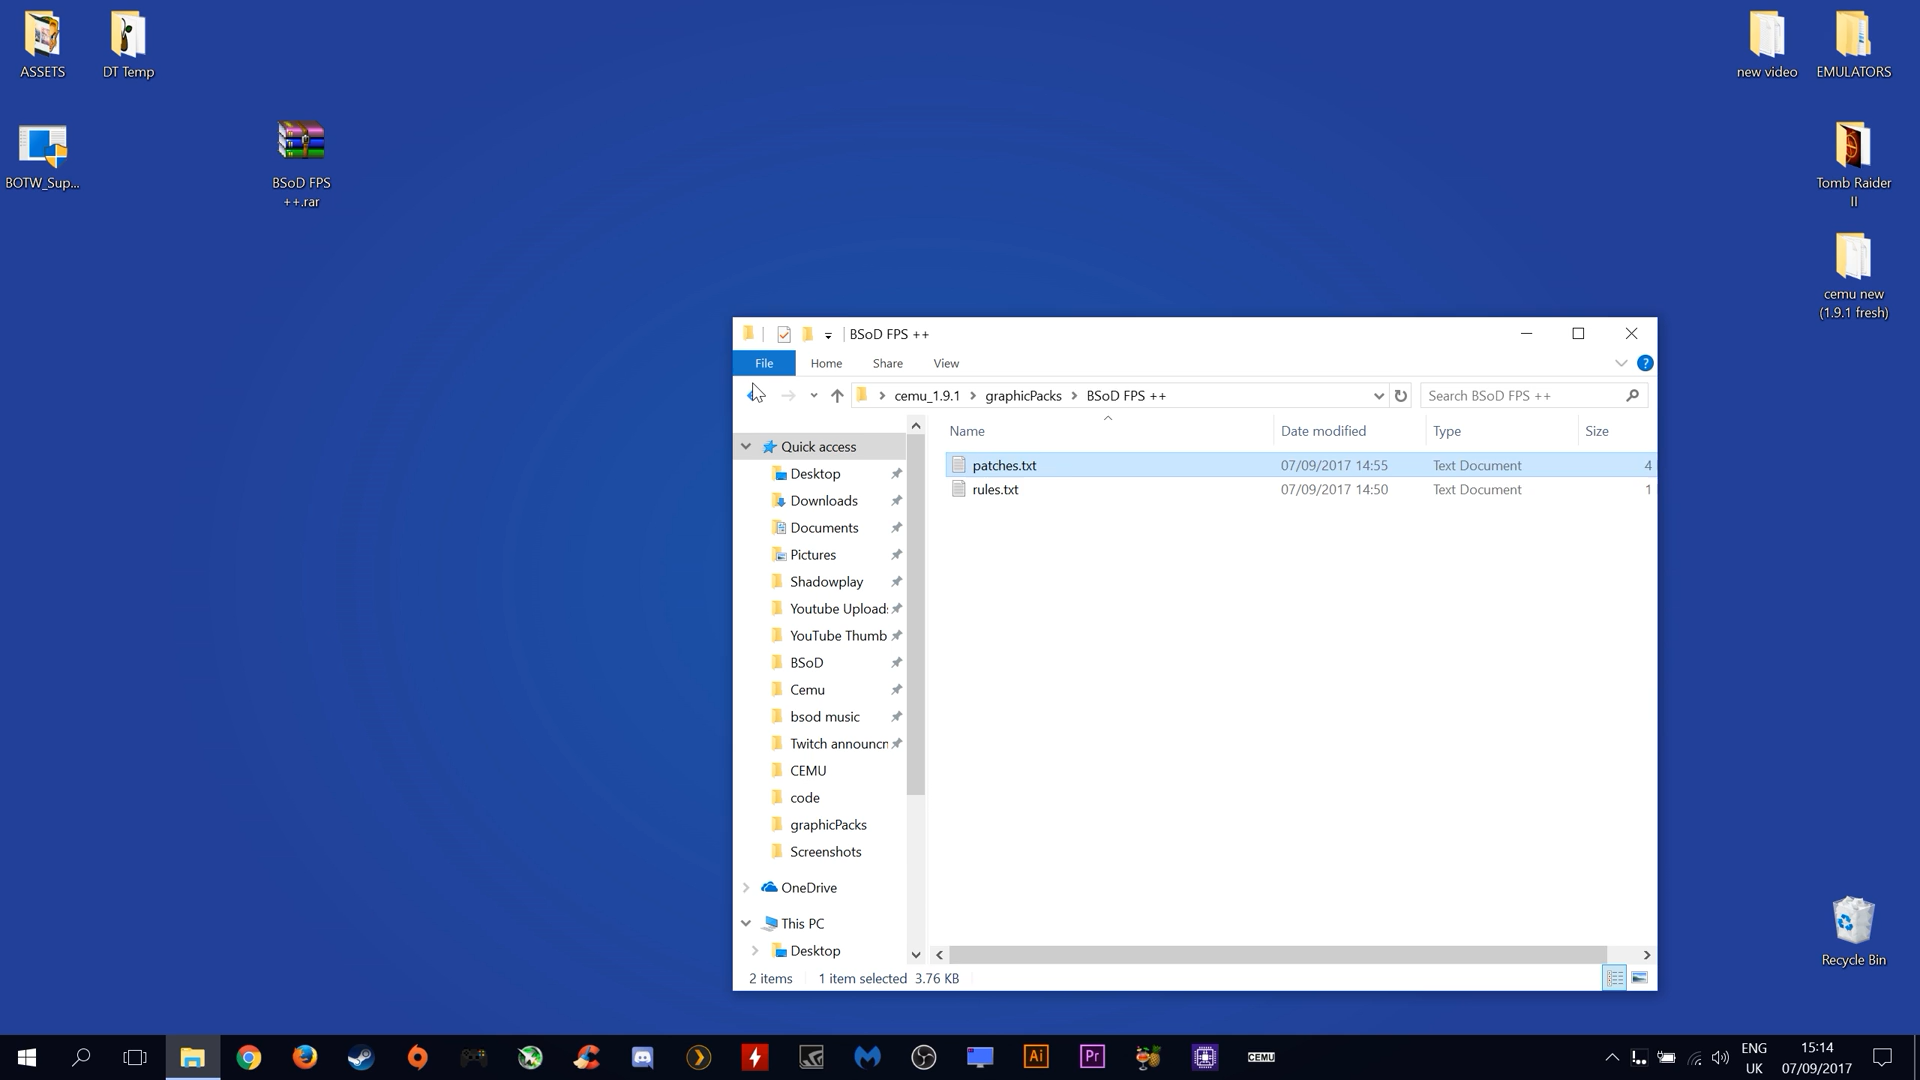 ASSETS
DT Temp
new video
EMULATORS
BOTW_Sup...
BSoD FPS
++.rar
Tomb Raider
II
cemu new
(1.9.1 fresh)
BSoD FPS ++
File
Home
Share
View
cemu_1.9.1
graphicPacks
BSoD FPS ++
Search BSoD FPS ++
Name
Date modified
Type
Size
patches.txt
07/09/2017 14:55
Text Document
4
rules.txt
07/09/2017 14:50
Text Document
1
Quick access
Desktop
Downloads
Documents
Pictures
Shadowplay
Youtube Uploads
YouTube Thumb
BSoD
Cemu
bsod music
Twitch announcn
CEMU
code
graphicPacks
Screenshots
OneDrive
This PC
Desktop
2 items
1 item selected 3.76 KB
Recycle Bin
Ai
Pr
CEMU
ENG
UK
15:14
07/09/2017